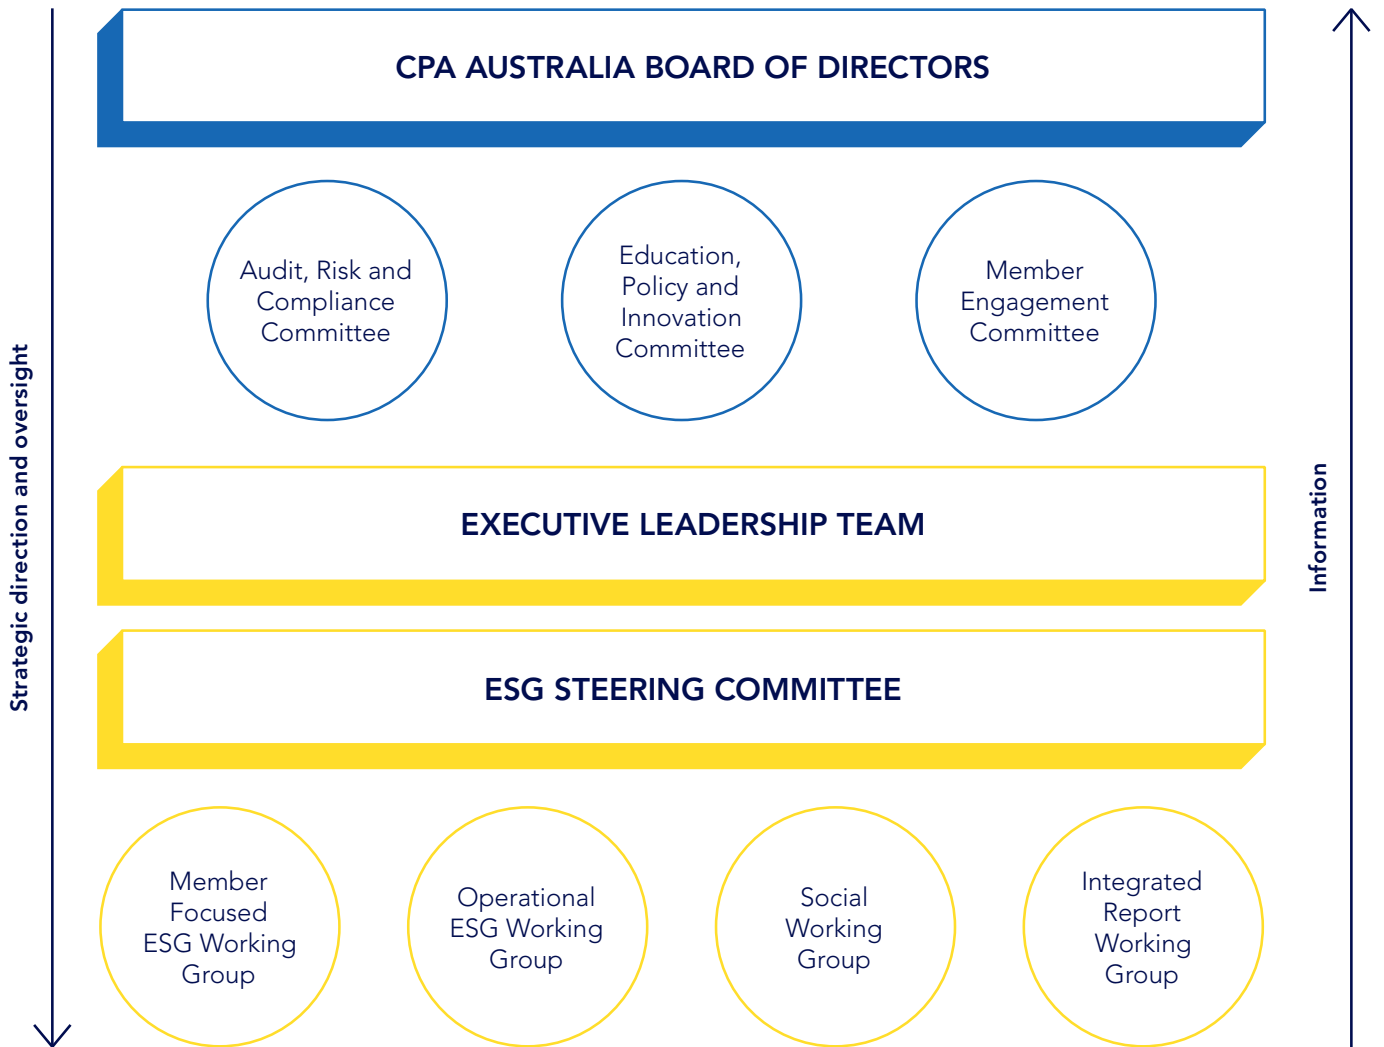 CPA AUSTRALIA BOARD OF DIRECTORS
Audit, Risk and
Compliance
Committee
Education,
Policy and
Innovation
Committee
Member
Engagement
Committee
Strategic direction and oversight
Information
EXECUTIVE LEADERSHIP TEAM
ESG STEERING COMMITTEE
Member
Focused
ESG Working
Group
Operational
ESG Working
Group
Social
Working
Group
Integrated
Report
Working
Group